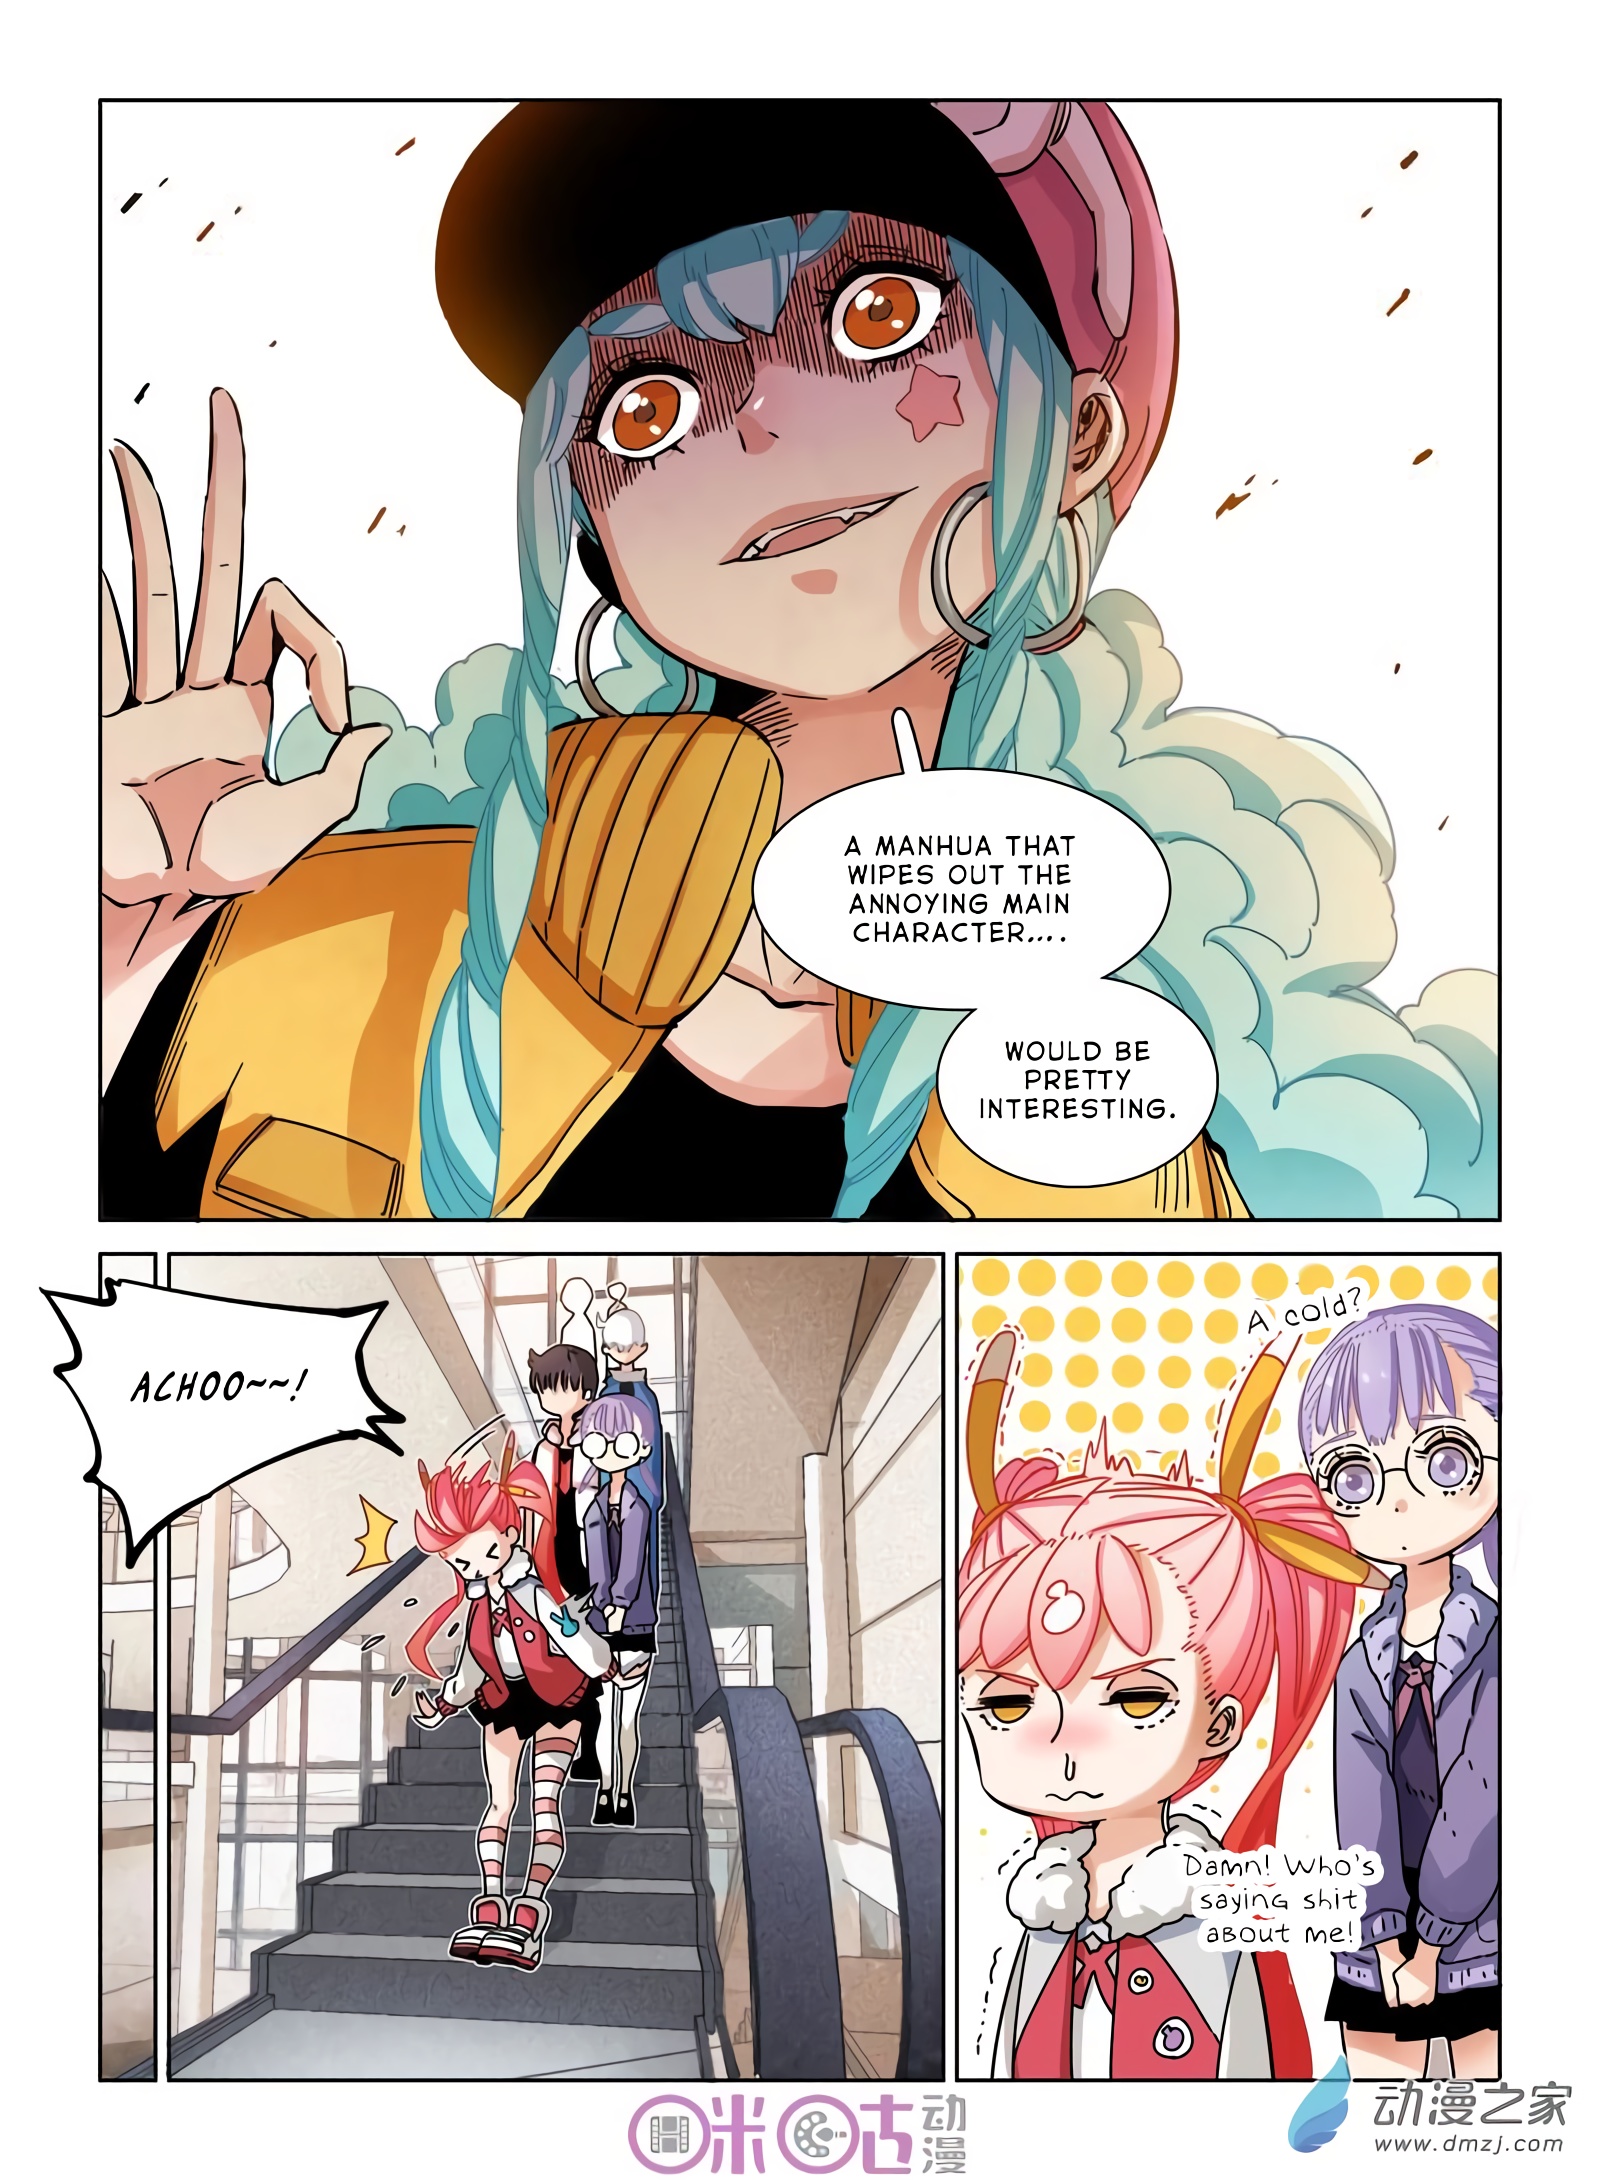 A MANHUA THAT
WIPES OUT THE
ANNOYING MAIN
CHARACTER....
WOULD BE
PRETTY
INTERESTING.
ACHOO~~!
A cold?
Damn! Who's
saying shit
about me!
咪咕动漫
动漫之家
www.dmzj.com